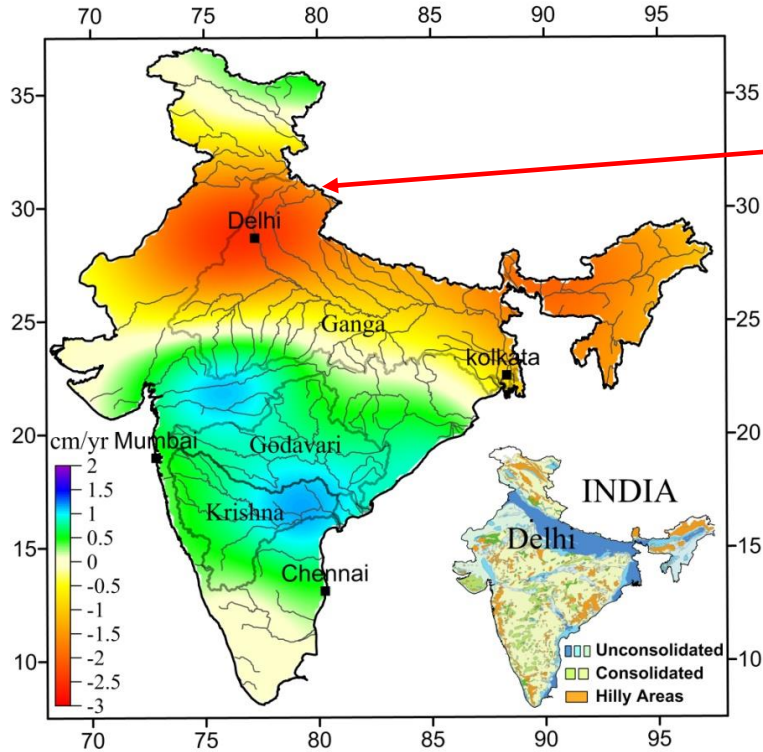 70 75 80 85 90 95
35 35
30 30
Delhi
25 25
Ganga
kolkata
20 20
cm/yr Mumbai
Godavari
2
1.5
1
0.5
0
-0.5
-1
-1.5
-2
-2.5
-3
Krishna
INDIA
Delhi
15 15
Chennai
Unconsolidated
Consolidated
Hilly Areas
10 10
70 75 80 85 90 95